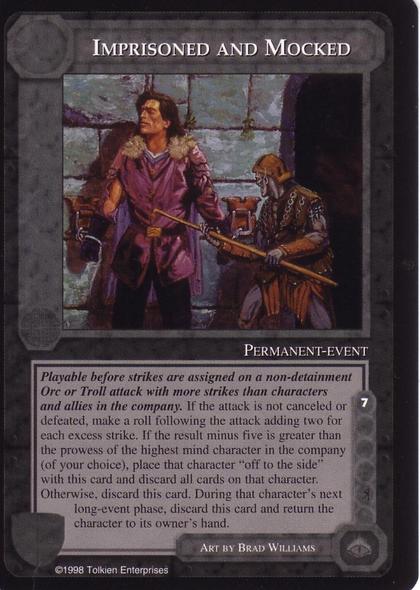 IMPRISONED AND MOCKED
PERMANENT-EVENT
Playable before strikes are assigned on a non-detainment
Orc or Troll attack with more strikes than characters
and allies in the company. If the attack is not canceled or
defeated, make a roll following the attack adding two for
each excess strike. If the result minus five is greater than
the prowess of the highest mind character in the company
(of your choice), place that character “off to the side”
with this card and discard all cards on that character.
Otherwise, discard this card. During that character’s next
long-event phase, discard this card and return the
character to its owner’s hand.
7
ART BY BRAD WILLIAMS
©1998 Tolkien Enterprises